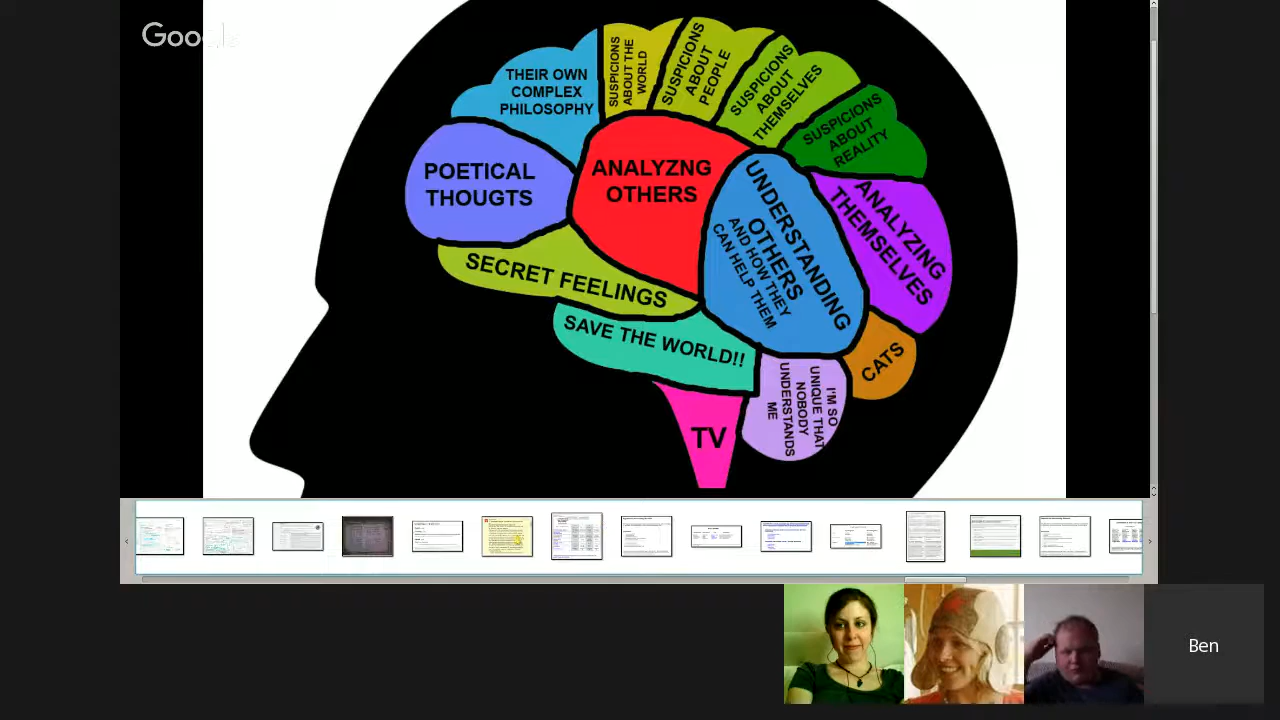 Google
THEIR OWN
COMPLEX
PHILOSOPHY
SUSPICIONS
ABOUT THE
WORLD
SUSPICIONS
ABOUT
PEOPLE
SUSPICIONS
ABOUT
THEMSELVES
SUSPICIONS
ABOUT
REALITY
POETICAL
THOUGTS
ANALYZNG
OTHERS
UNDERSTANDING
OTHERS
AND HOW THEY
CAN HELP THEM
ANALYZING
THEMSELVES
SECRET FEELINGS
SAVE THE WORLD!!
CATS
I'M SO
UNIQUE THAT
NOBODY
UNDERSTANDS
ME
TV
Ben